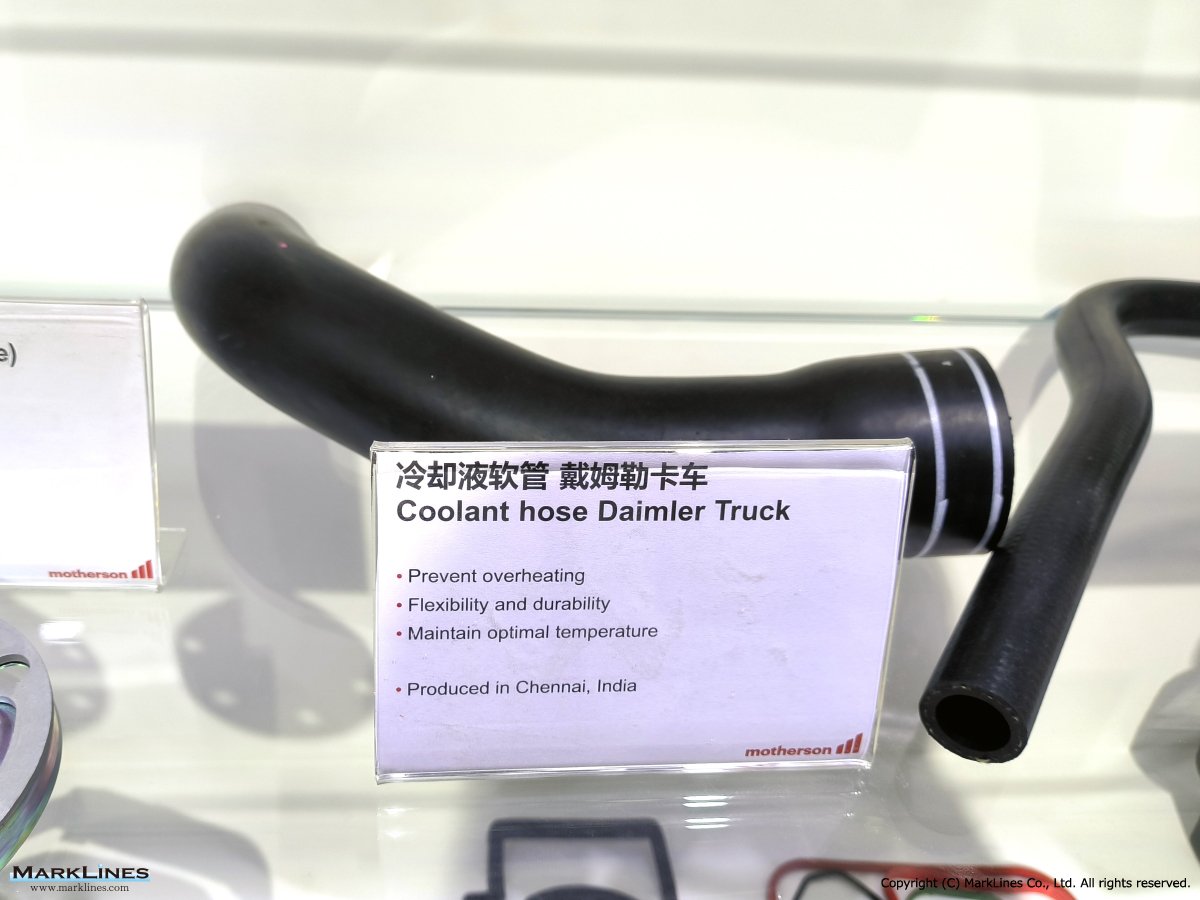 e)
motherson
冷却液软管 戴姆勒卡车
Coolant hose Daimler Truck
• Prevent overheating
• Flexibility and durability
• Maintain optimal temperature
• Produced in Chennai, India
motherson
MARKLINES
www.marklines.com
Copyright (C) MarkLines Co., Ltd. All rights reserved.